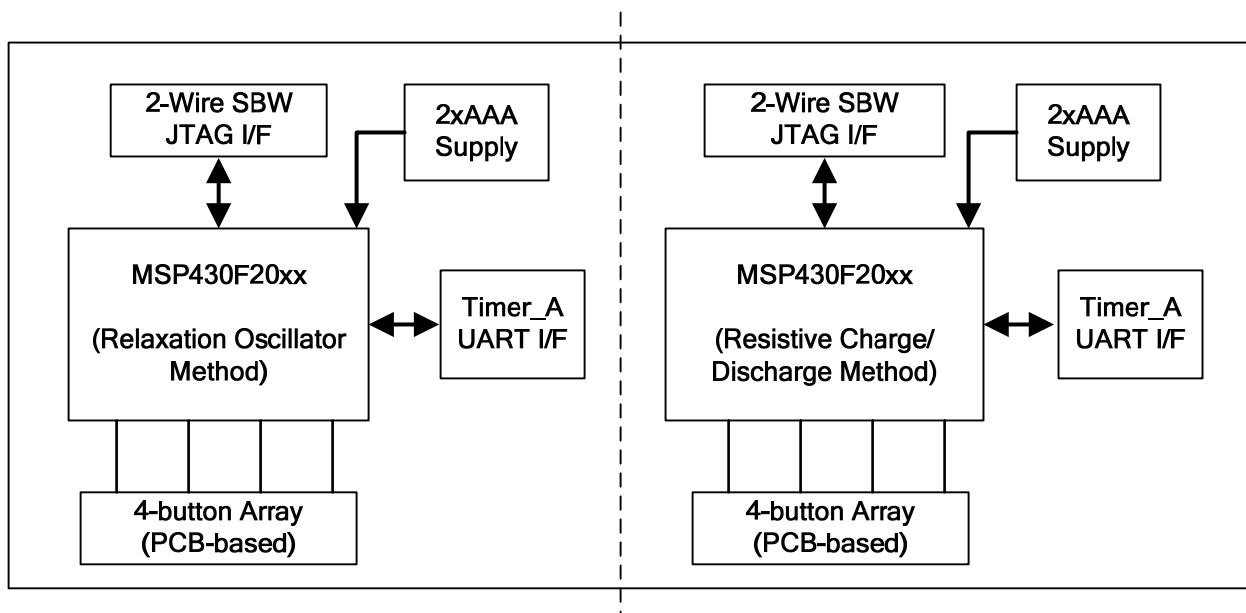 2-Wire SBW
JTAG I/F
2xAAA
Supply
MSP430F20xx
(Relaxation Oscillator
Method)
Timer_A
UART I/F
4-button Array
(PCB-based)
2-Wire SBW
JTAG I/F
2xAAA
Supply
MSP430F20xx
(Resistive Charge/
Discharge Method)
Timer_A
UART I/F
4-button Array
(PCB-based)